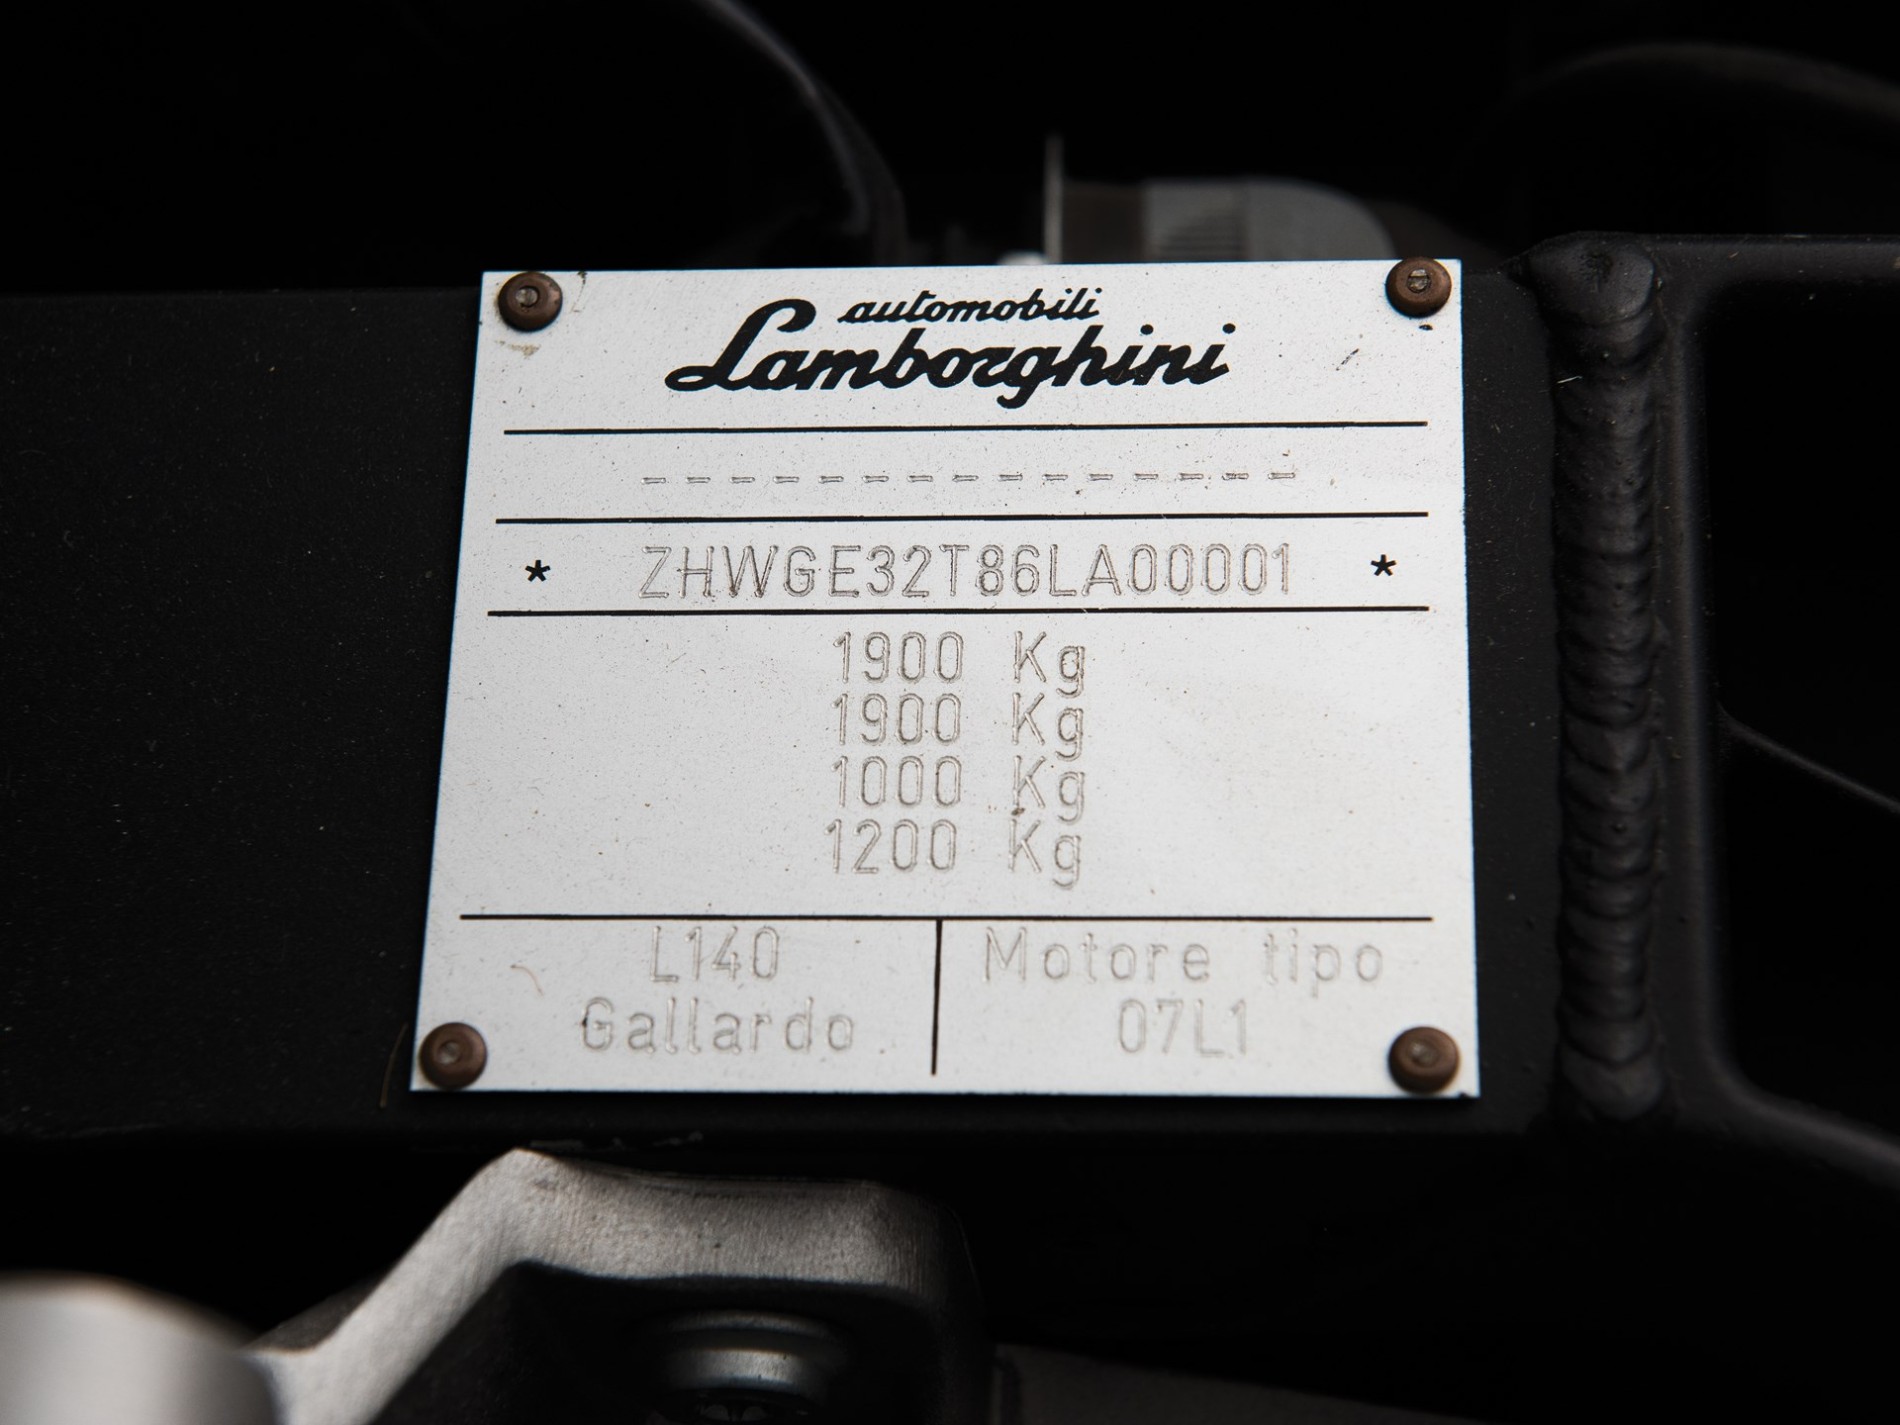 automobili
Lamborghini
---------------
* ZHWGE32T86LA00001 *
1900 Kg
1900 Kg
1000 Kg
1200 Kg
L140
Gallardo
Motore tipo
07L1